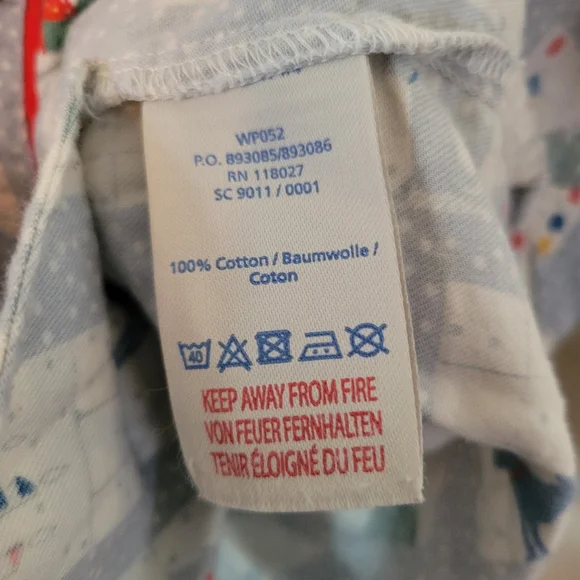 WP052
P.O. 893085/893086
RN 118027
SC 9011 / 0001
100% Cotton / Baumwolle /
Coton
40
KEEP AWAY FROM FIRE
VON FEUER FERNHALTEN
TENIR ÉLOIGNÉ DU FEU